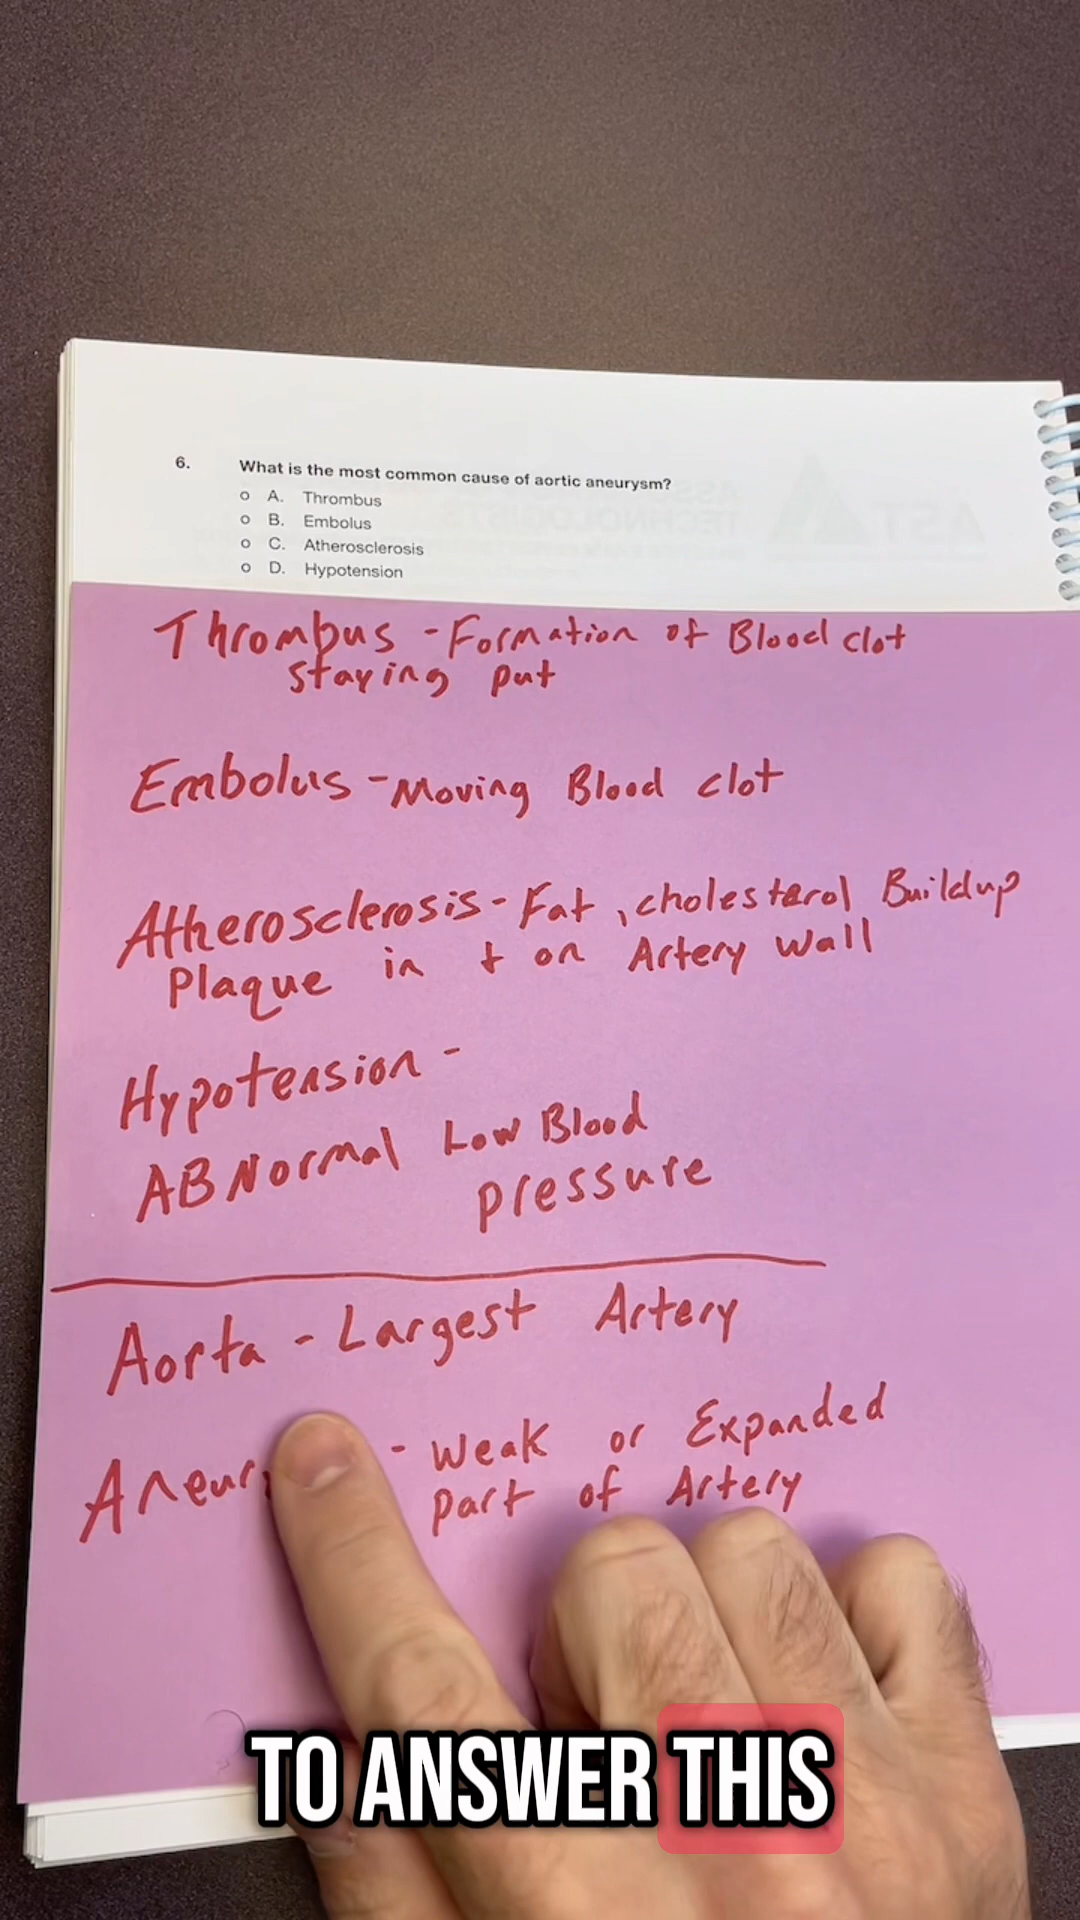 6. What is the most common cause of aortic aneurysm?
o A. Thrombus
o B. Embolus
o C. Atherosclerosis
o D. Hypotension
Thrombus - Formation of Blood clot
staying put
Embolus - Moving Blood clot
Atherosclerosis - Fat, cholesterol Buildup
Plaque in + on Artery wall
Hypotension -
ABNormal Low Blood
pressure
Aorta - Largest Artery
- Weak or Expanded
part of Artery
TO ANSWER THIS